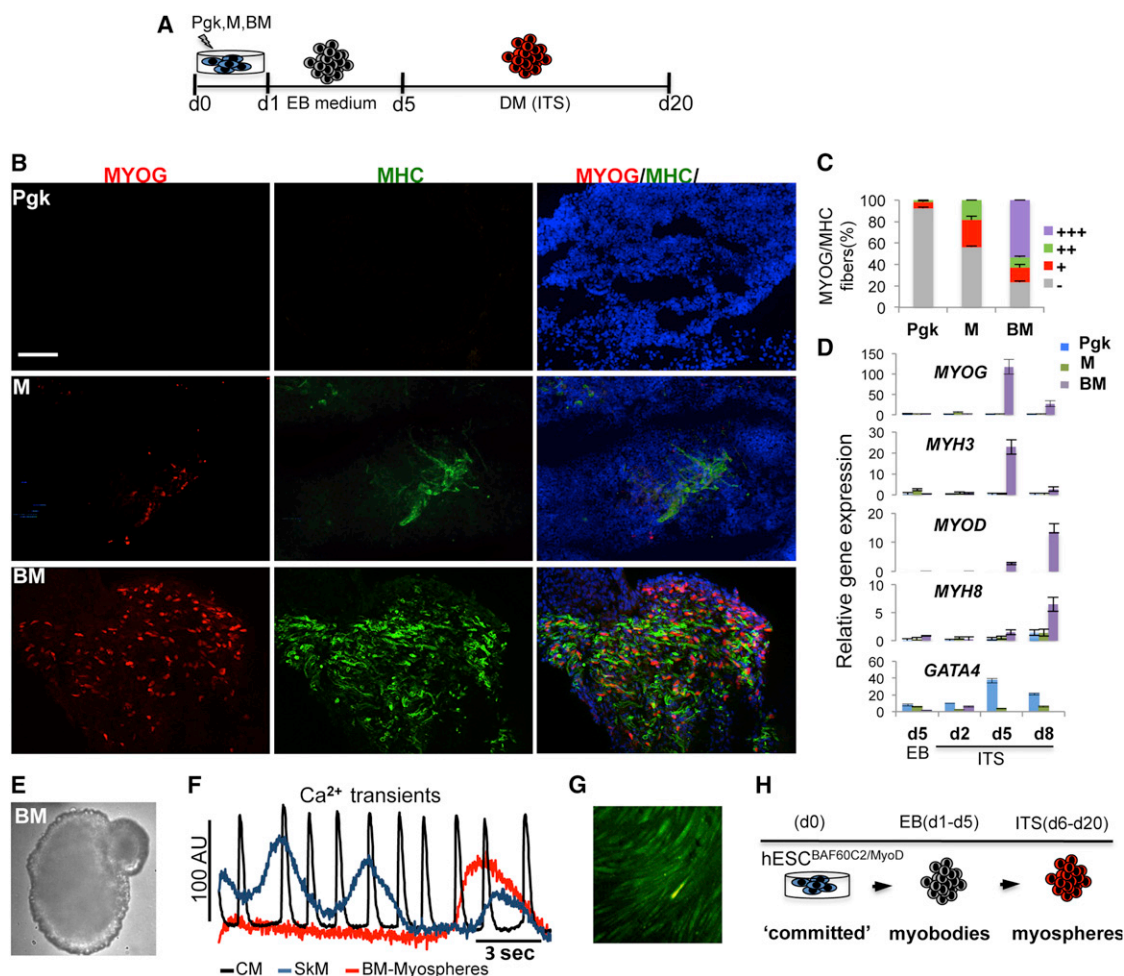 A
Pgk,M,BM
d0 d1 EB medium d5 DM (ITS) d20
B
MYOG MHC MYOG/MHC/
Pgk
M
BM
C
MYOG/MHC
fibers(%)
100
80
60
40
20
0
Pgk M BM
+++
++
+
-
D
Pgk
M
BM
Relative gene expression
MYOG
150
100
50
0
MYH3
30
20
10
0
MYOD
20
10
0
MYH8
10
5
0
GATA4
60
40
20
0
d5 d2 d5 d8
EB ITS
E
BM
F
Ca2+ transients
100 AU
3 sec
CM SkM BM-Myospheres
G
H
(d0) EB(d1-d5) ITS(d6-d20)
hESCBAF60C2/MyoD
‘committed’ myobodies myospheres